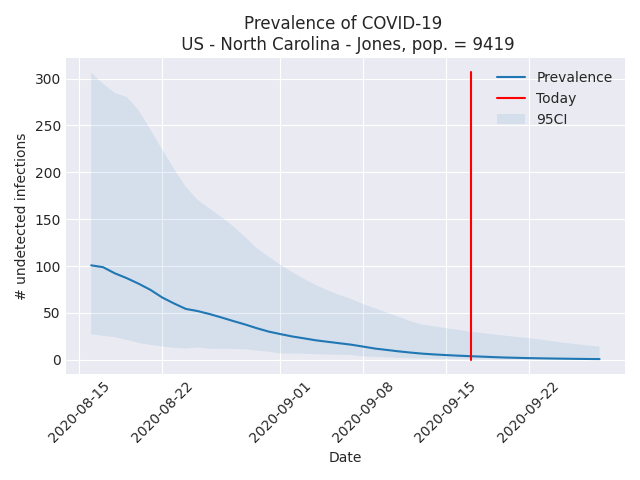 Prevalence of COVID-19
US - North Carolina - Jones, pop. = 9419
300
250
200
150
100
50
0
# undetected infections
Prevalence
Today
95CI
2020-08-15
2020-08-22
2020-09-01
2020-09-08
2020-09-15
2020-09-22
Date